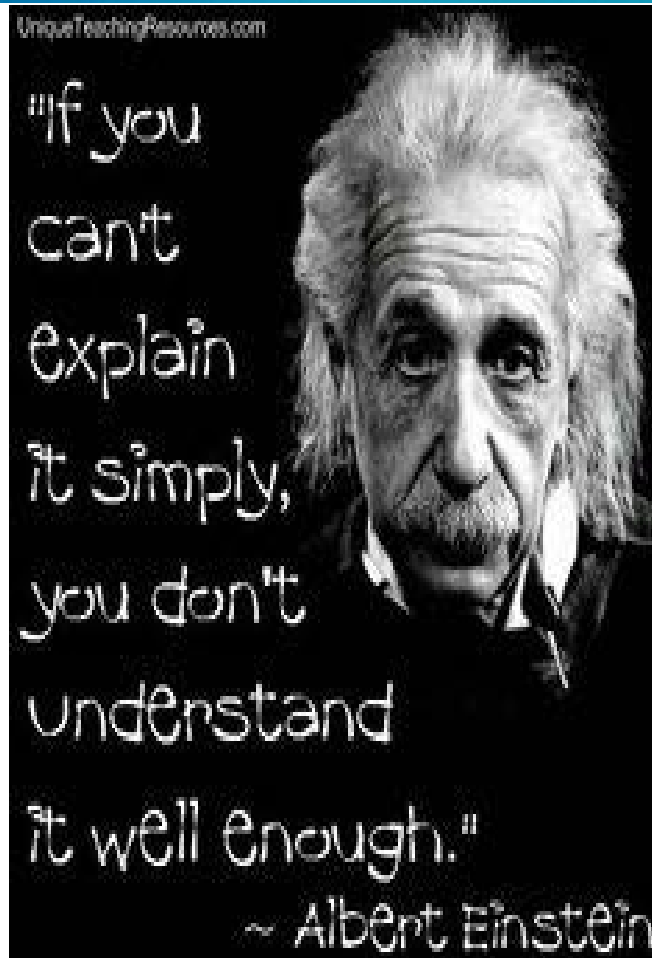 UniqueTeachingResources.com
"If you
can't
explain
it simply,
you don't
understand
it well enough."
~ Albert Einstein